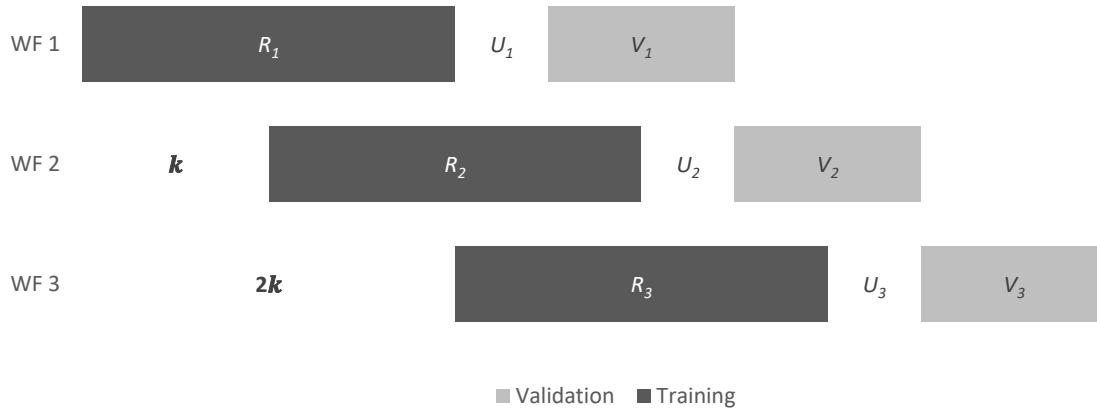 WF 1 R1 U1 V1
WF 2 k R2 U2 V2
WF 3 2k R3 U3 V3
Validation Training